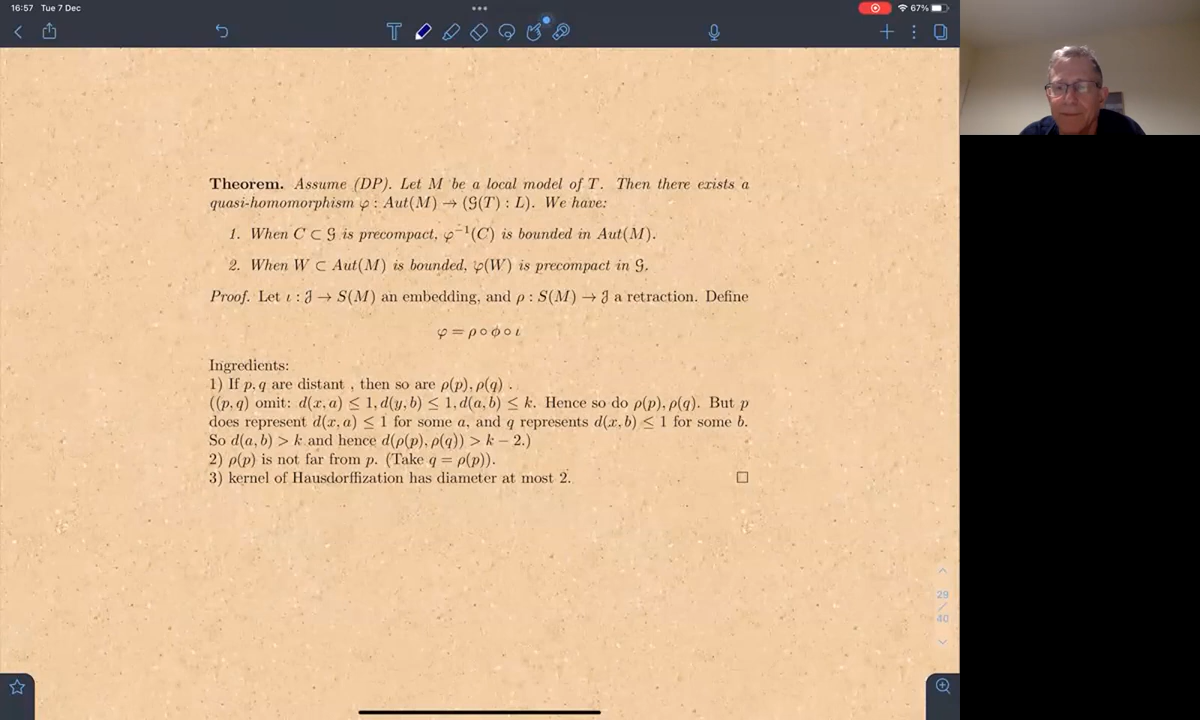 16:57 Tue 7 Dec
67%
Theorem. Assume (DP). Let M be a local model of T. Then there exists a
quasi-homomorphism φ : Aut(M) → (𝒢(T) : L). We have:
1. When C ⊂ 𝒢 is precompact, φ⁻¹(C) is bounded in Aut(M).
2. When W ⊂ Aut(M) is bounded, φ(W) is precompact in 𝒢.
Proof. Let ι : 𝒥 → S(M) an embedding, and ρ : S(M) → 𝒥 a retraction. Define
φ = ρ ∘ ϕ ∘ ι
Ingredients:
1) If p, q are distant , then so are ρ(p), ρ(q) .
((p, q) omit: d(x, a) ≤ 1, d(y, b) ≤ 1, d(a, b) ≤ k. Hence so do ρ(p), ρ(q). But p
does represent d(x, a) ≤ 1 for some a, and q represents d(x, b) ≤ 1 for some b.
So d(a, b) > k and hence d(ρ(p), ρ(q)) > k − 2.)
2) ρ(p) is not far from p. (Take q = ρ(p)).
3) kernel of Hausdorffization has diameter at most 2.
□
29
/
40